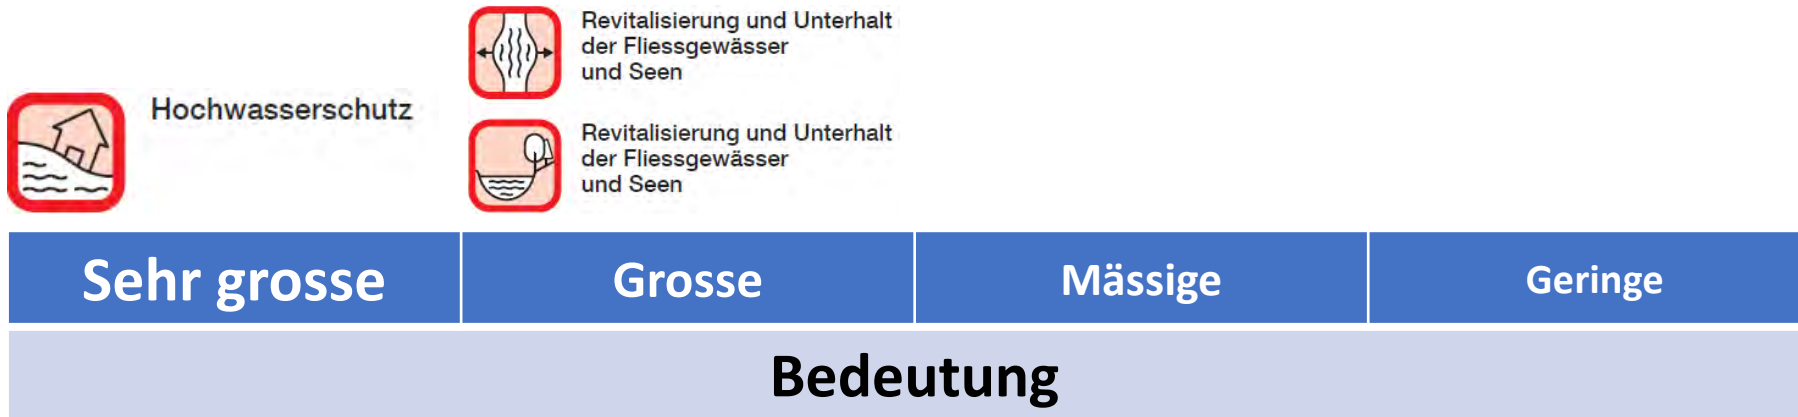 Hochwasserschutz
Revitalisierung und Unterhalt
der Fliessgewässer
und Seen
Revitalisierung und Unterhalt
der Fliessgewässer
und Seen
Sehr grosse
Grosse
Mässige
Geringe
Bedeutung